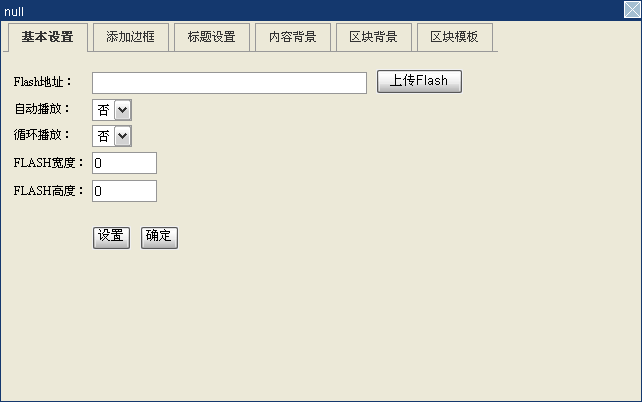 null
基本设置 添加边框 标题设置 内容背景 区块背景 区块模板
Flash地址： 上传Flash
自动播放： 否
循环播放： 否
FLASH宽度： 0
FLASH高度： 0
设置 确定